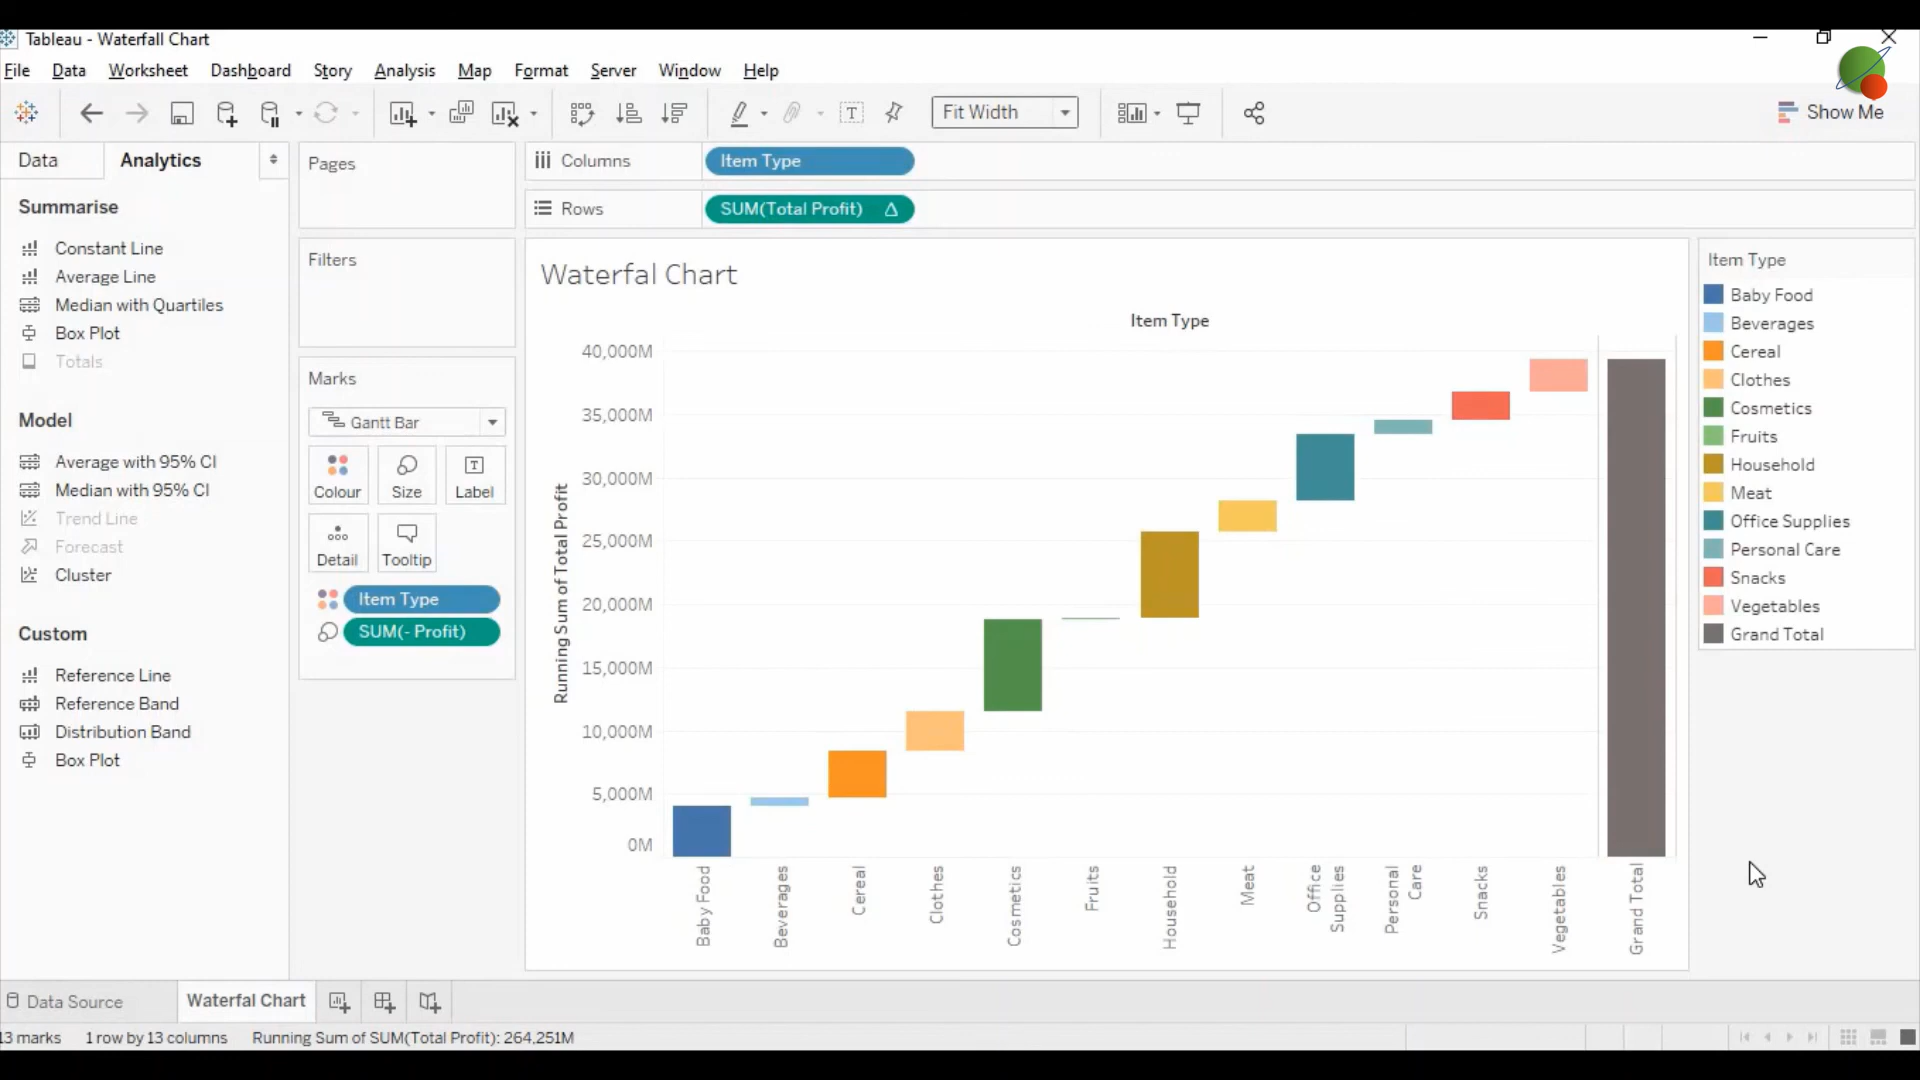 Tableau - Waterfall Chart
File Data Worksheet Dashboard Story Analysis Map Format Server Window Help
Fit Width
Show Me
Data Analytics
Summarise
Constant Line
Average Line
Median with Quartiles
Box Plot
Totals
Model
Average with 95% CI
Median with 95% CI
Trend Line
Forecast
Cluster
Custom
Reference Line
Reference Band
Distribution Band
Box Plot
Pages
Filters
Marks
Gantt Bar
Colour Size Label
Detail Tooltip
Item Type
SUM(- Profit)
Columns Item Type
Rows SUM(Total Profit) Δ
Waterfal Chart
Item Type
Running Sum of Total Profit
40,000M
35,000M
30,000M
25,000M
20,000M
15,000M
10,000M
5,000M
0M
Baby Food
Beverages
Cereal
Clothes
Cosmetics
Fruits
Household
Meat
Office
Supplies
Personal
Care
Snacks
Vegetables
Grand Total
Item Type
Baby Food
Beverages
Cereal
Clothes
Cosmetics
Fruits
Household
Meat
Office Supplies
Personal Care
Snacks
Vegetables
Grand Total
Data Source Waterfal Chart
13 marks 1 row by 13 columns Running Sum of SUM(Total Profit): 264,251M